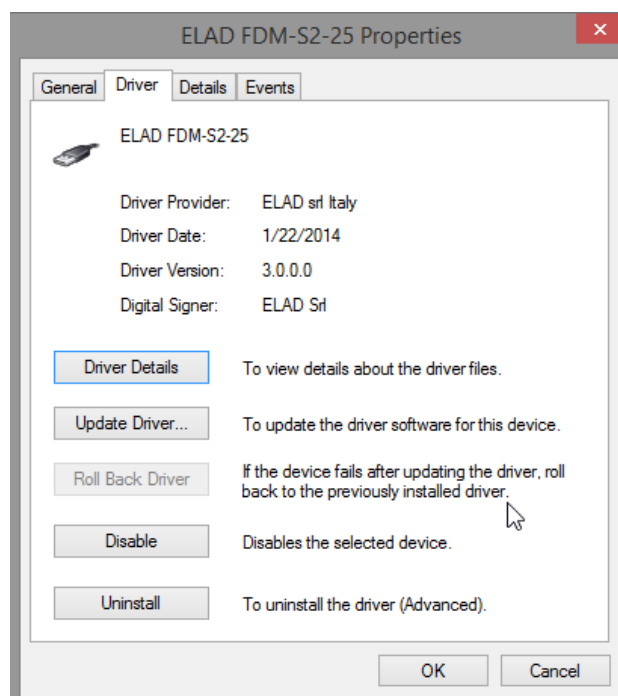 ELAD FDM-S2-25 Properties
General Driver Details Events
ELAD FDM-S2-25
Driver Provider: ELAD srl Italy
Driver Date: 1/22/2014
Driver Version: 3.0.0.0
Digital Signer: ELAD Srl
Driver Details To view details about the driver files.
Update Driver... To update the driver software for this device.
Roll Back Driver If the device fails after updating the driver, roll
back to the previously installed driver.
Disable Disables the selected device.
Uninstall To uninstall the driver (Advanced).
OK Cancel